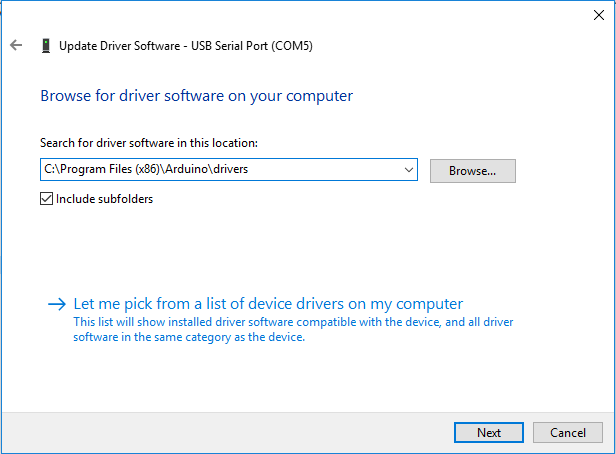 Update Driver Software - USB Serial Port (COM5)
Browse for driver software on your computer
Search for driver software in this location:
C:\Program Files (x86)\Arduino\drivers
Browse...
Include subfolders
Let me pick from a list of device drivers on my computer
This list will show installed driver software compatible with the device, and all driver
software in the same category as the device.
Next
Cancel